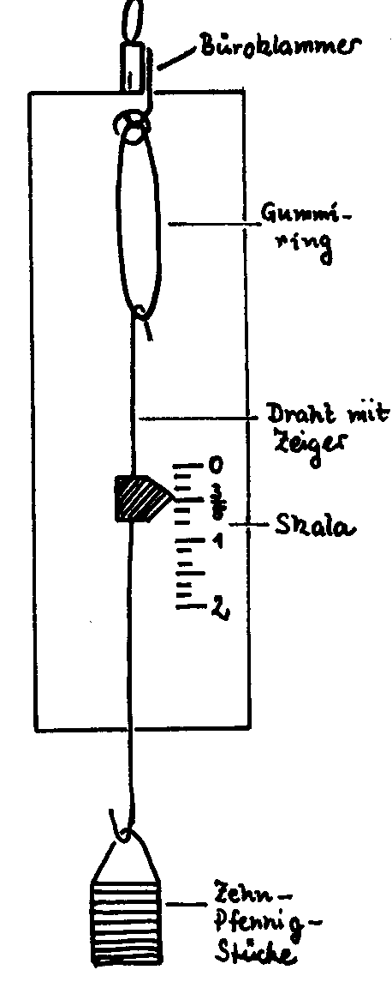 Büroklammer
Gummi-
ring
Draht mit
Zeiger
0
1
Skala
2
Zehn-
Pfennig-
Stücke